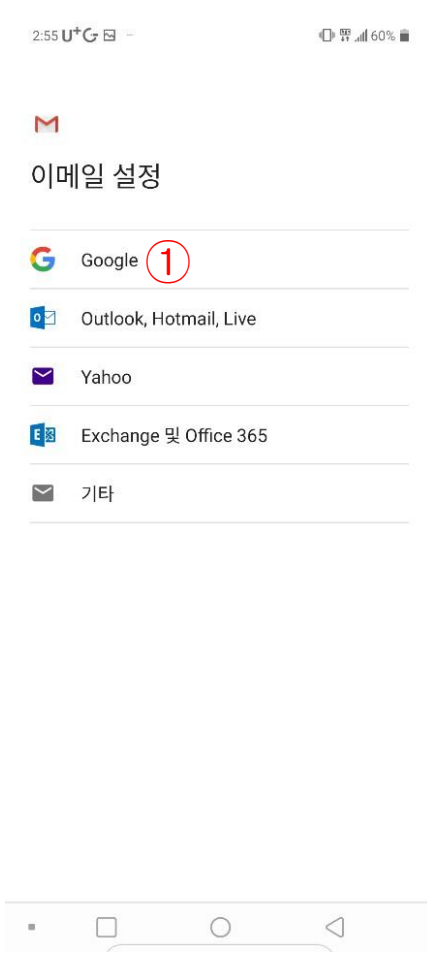 2:55 U⁺G 60%
이메일 설정
Google ①
Outlook, Hotmail, Live
Yahoo
Exchange 및 Office 365
기타